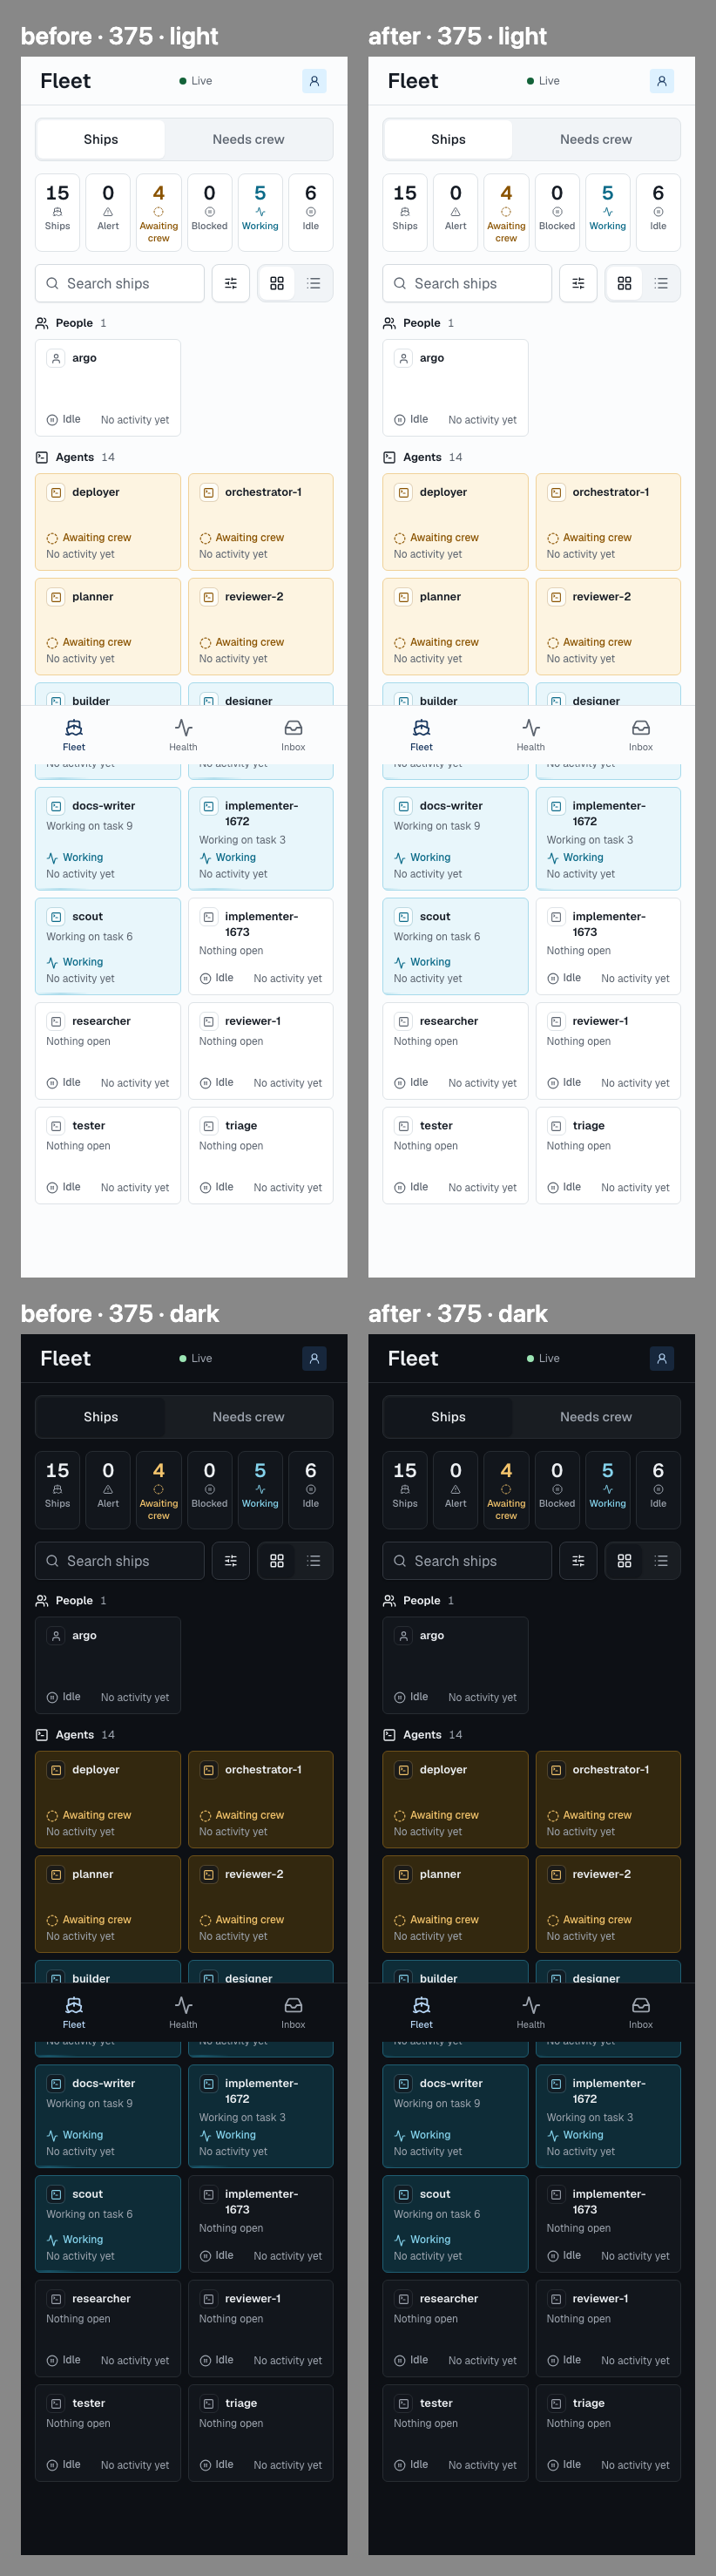 before · 375 · light
Fleet
Live
Ships
Needs crew
15
0
4
0
5
6
Ships
Alert
Awaiting
crew
Blocked
Working
Idle
Search ships
People 1
argo
Idle
No activity yet
Agents 14
deployer
orchestrator-1
Awaiting crew
Awaiting crew
No activity yet
No activity yet
planner
reviewer-2
Awaiting crew
Awaiting crew
No activity yet
No activity yet
builder
designer
Fleet
Health
Inbox
No activity yet
No activity yet
docs-writer
implementer-
1672
Working on task 9
Working on task 3
Working
Working
No activity yet
No activity yet
scout
implementer-
1673
Working on task 6
Nothing open
Working
No activity yet
Idle
No activity yet
researcher
reviewer-1
Nothing open
Nothing open
Idle
No activity yet
Idle
No activity yet
tester
triage
Nothing open
Nothing open
Idle
No activity yet
Idle
No activity yet
after · 375 · light
Fleet
Live
Ships
Needs crew
15
0
4
0
5
6
Ships
Alert
Awaiting
crew
Blocked
Working
Idle
Search ships
People 1
argo
Idle
No activity yet
Agents 14
deployer
orchestrator-1
Awaiting crew
Awaiting crew
No activity yet
No activity yet
planner
reviewer-2
Awaiting crew
Awaiting crew
No activity yet
No activity yet
builder
designer
Fleet
Health
Inbox
No activity yet
No activity yet
docs-writer
implementer-
1672
Working on task 9
Working on task 3
Working
Working
No activity yet
No activity yet
scout
implementer-
1673
Working on task 6
Nothing open
Working
No activity yet
Idle
No activity yet
researcher
reviewer-1
Nothing open
Nothing open
Idle
No activity yet
Idle
No activity yet
tester
triage
Nothing open
Nothing open
Idle
No activity yet
Idle
No activity yet
before · 375 · dark
Fleet
Live
Ships
Needs crew
15
0
4
0
5
6
Ships
Alert
Awaiting
crew
Blocked
Working
Idle
Search ships
People 1
argo
Idle
No activity yet
Agents 14
deployer
orchestrator-1
Awaiting crew
Awaiting crew
No activity yet
No activity yet
planner
reviewer-2
Awaiting crew
Awaiting crew
No activity yet
No activity yet
builder
designer
Fleet
Health
Inbox
No activity yet
No activity yet
docs-writer
implementer-
1672
Working on task 9
Working on task 3
Working
Working
No activity yet
No activity yet
scout
implementer-
1673
Working on task 6
Nothing open
Working
No activity yet
Idle
No activity yet
researcher
reviewer-1
Nothing open
Nothing open
Idle
No activity yet
Idle
No activity yet
tester
triage
Nothing open
Nothing open
Idle
No activity yet
Idle
No activity yet
after · 375 · dark
Fleet
Live
Ships
Needs crew
15
0
4
0
5
6
Ships
Alert
Awaiting
crew
Blocked
Working
Idle
Search ships
People 1
argo
Idle
No activity yet
Agents 14
deployer
orchestrator-1
Awaiting crew
Awaiting crew
No activity yet
No activity yet
planner
reviewer-2
Awaiting crew
Awaiting crew
No activity yet
No activity yet
builder
designer
Fleet
Health
Inbox
No activity yet
No activity yet
docs-writer
implementer-
1672
Working on task 9
Working on task 3
Working
Working
No activity yet
No activity yet
scout
implementer-
1673
Working on task 6
Nothing open
Working
No activity yet
Idle
No activity yet
researcher
reviewer-1
Nothing open
Nothing open
Idle
No activity yet
Idle
No activity yet
tester
triage
Nothing open
Nothing open
Idle
No activity yet
Idle
No activity yet